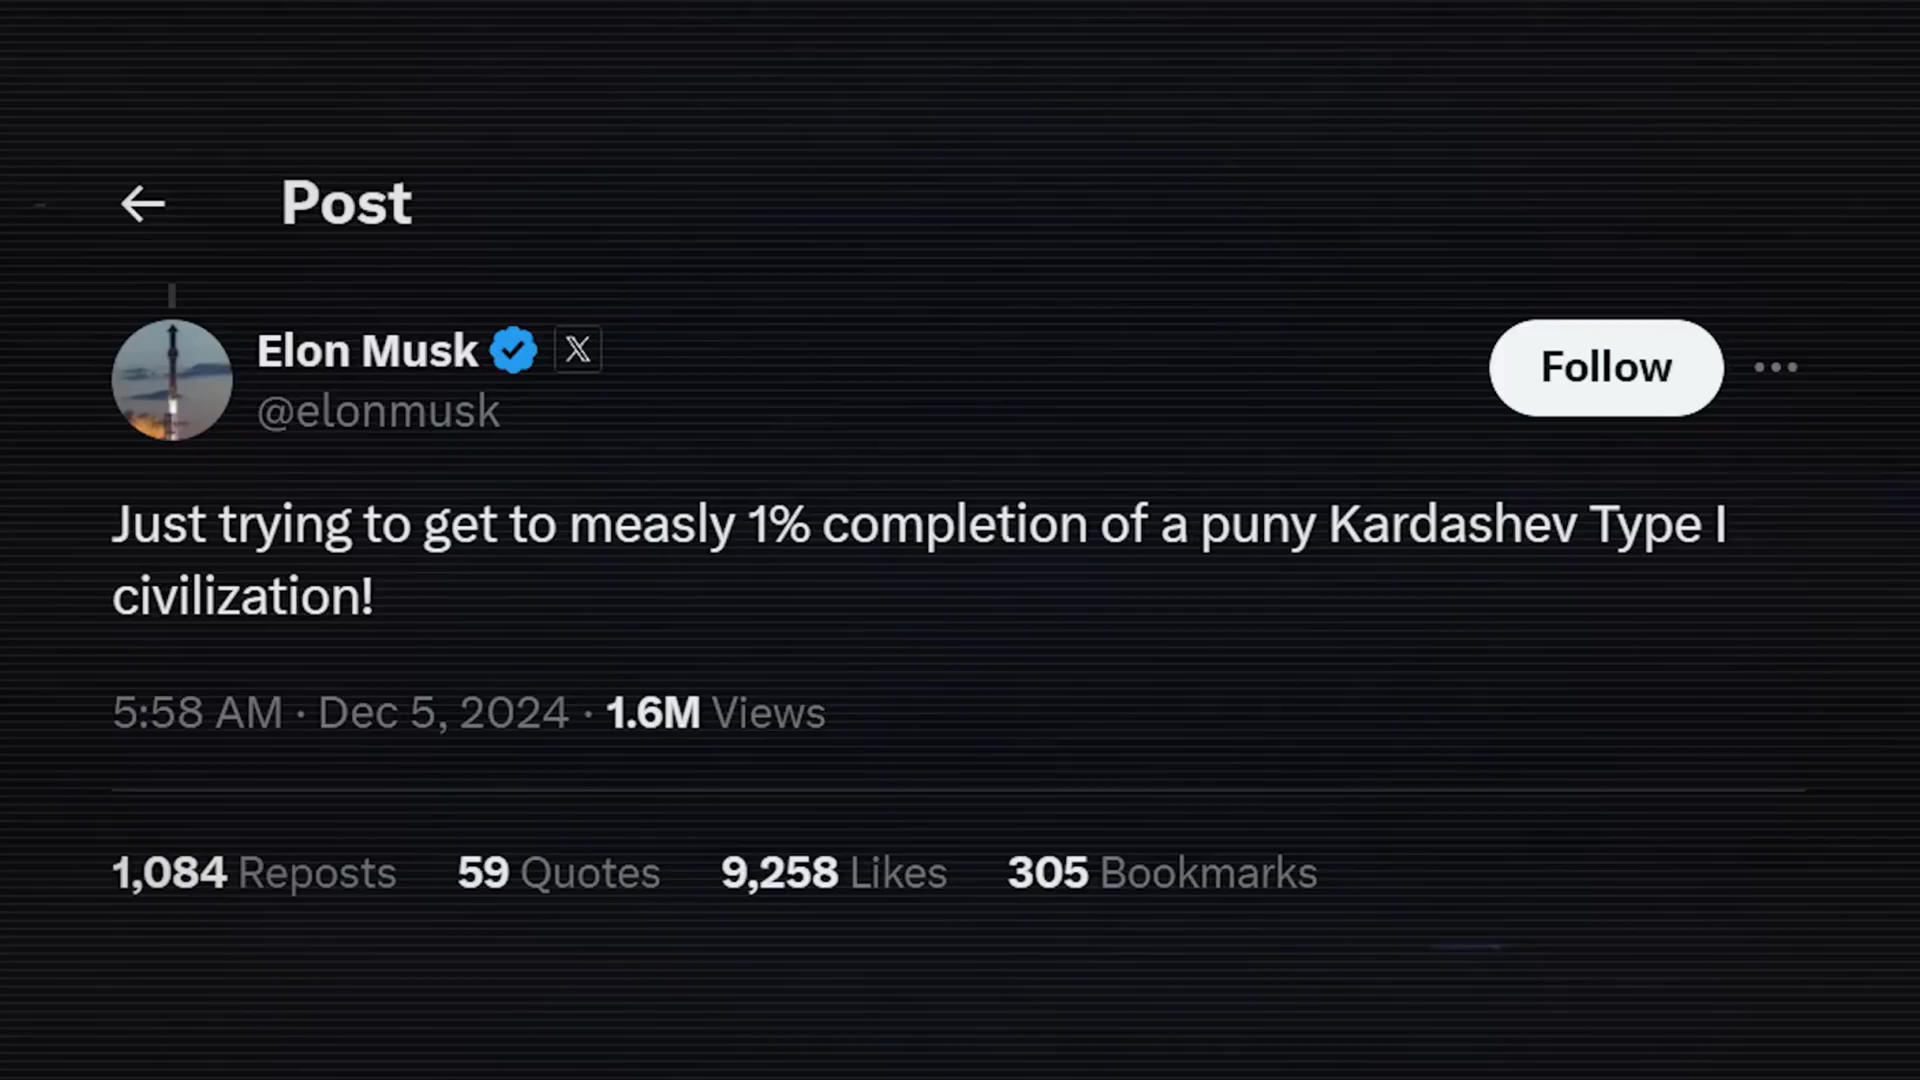 Post
Elon Musk
@elonmusk
Follow
Just trying to get to measly 1% completion of a puny Kardashev Type I
civilization!
5:58 AM · Dec 5, 2024 · 1.6M Views
1,084 Reposts 59 Quotes 9,258 Likes 305 Bookmarks